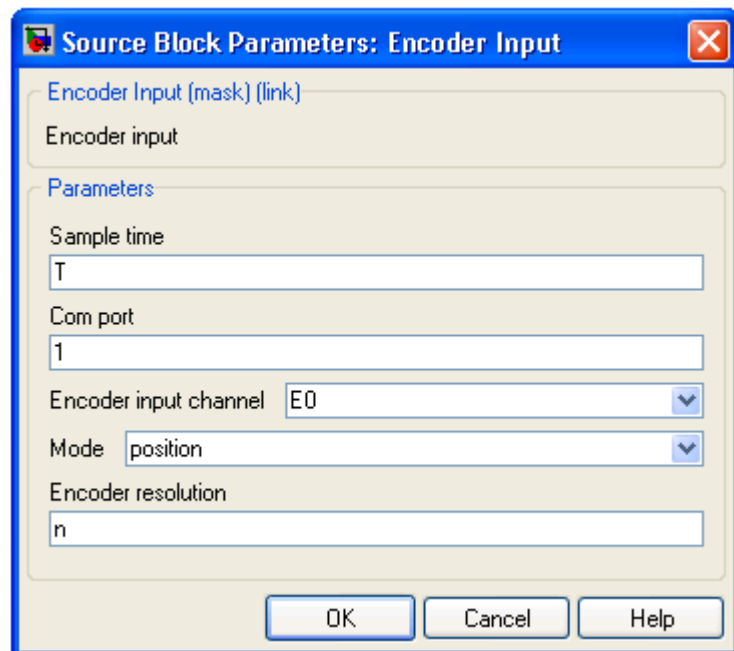 Source Block Parameters: Encoder Input
Encoder Input (mask) (link)
Encoder input
Parameters
Sample time
T
Com port
1
Encoder input channel E0
Mode position
Encoder resolution
n
OK Cancel Help